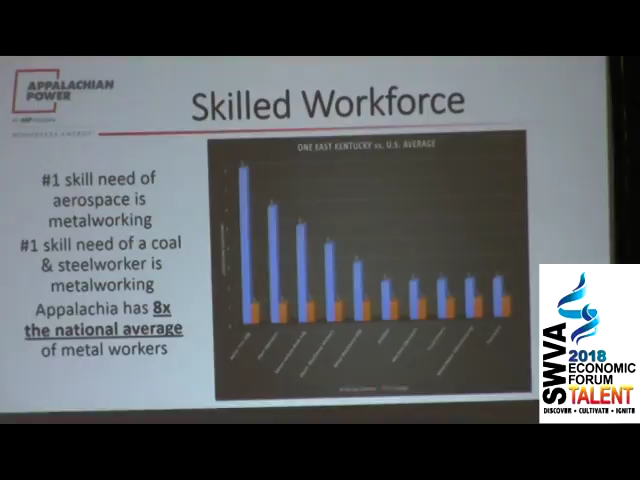 APPALACHIAN
POWER
Skilled Workforce
#1 skill need of
aerospace is
metalworking
#1 skill need of a coal
& steelworker is
metalworking
Appalachia has 8x
the national average
of metal workers
ONE EAST KENTUCKY vs. U.S. AVERAGE
SWVA
2018
ECONOMIC
FORUM
TALENT
DISCOVER • CULTIVATE • IGNITE